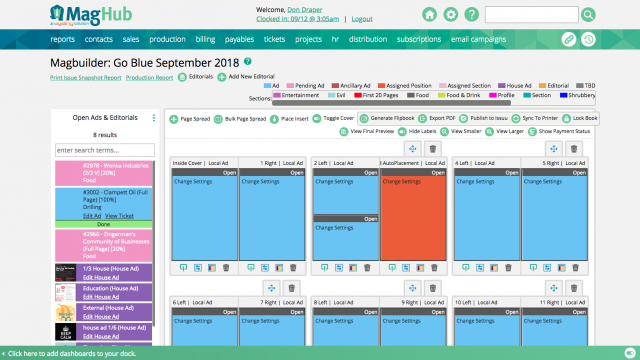 MagHub
Welcome, Don Draper
Clocked in: 09/12 @ 3:05am | Logout
reports contacts sales production billing payables tickets projects hr distribution subscriptions email campaigns
Magbuilder: Go Blue September 2018
Print Issue Snapshot Report Production Report Editorials Add New Editorial
Ad Pending Ad Ancillary Ad Assigned Position Assigned Section House Ad Editorial TBD
Sections: Entertainment Evil First 20 Pages Food Food & Drink Profile Section Shrubbery
Open Ads & Editorials
8 results
enter search terms...
#2978 - Wonka Industries
(2/3 V) [20%]
Food
#3002 - Clampett Oil (Full
Page) [100%]
Drilling
Edit Ad View Ticket
Done
#2966 - Zingerman's
Community of Businesses
(Full Page) [20%]
Food
1/3 House (House Ad)
Edit House Ad
Education (House Ad)
Edit House Ad
External (House Ad)
Edit House Ad
KEEP
CALM
house ad 1/6 (House Ad)
Edit House Ad
Page Spread Bulk Page Spread Place Insert Toggle Cover Generate Flipbook Export PDF Publish to Issuu Sync To Printer Lock Book
View Final Preview Hide Labels View Smaller View Larger Show Payment Status
Inside Cover | Local Ad 1 Right | Local Ad 2 Left | Local Ad AutoPlacement | Local Ad 4 Left | Local Ad 5 Right | Local Ad
Open Open Open Open Open Open
Change Settings Change Settings Change Settings Change Settings Change Settings Change Settings
Open
Change Settings
6 Left | Local Ad 7 Right | Local Ad 8 Left | Local Ad 9 Right | Local Ad 10 Left | Local Ad 11 Right | Local Ad
Open Open Open Open Open Open
Change Settings Change Settings Change Settings Change Settings Change Settings Change Settings
Click here to add dashboards to your dock.